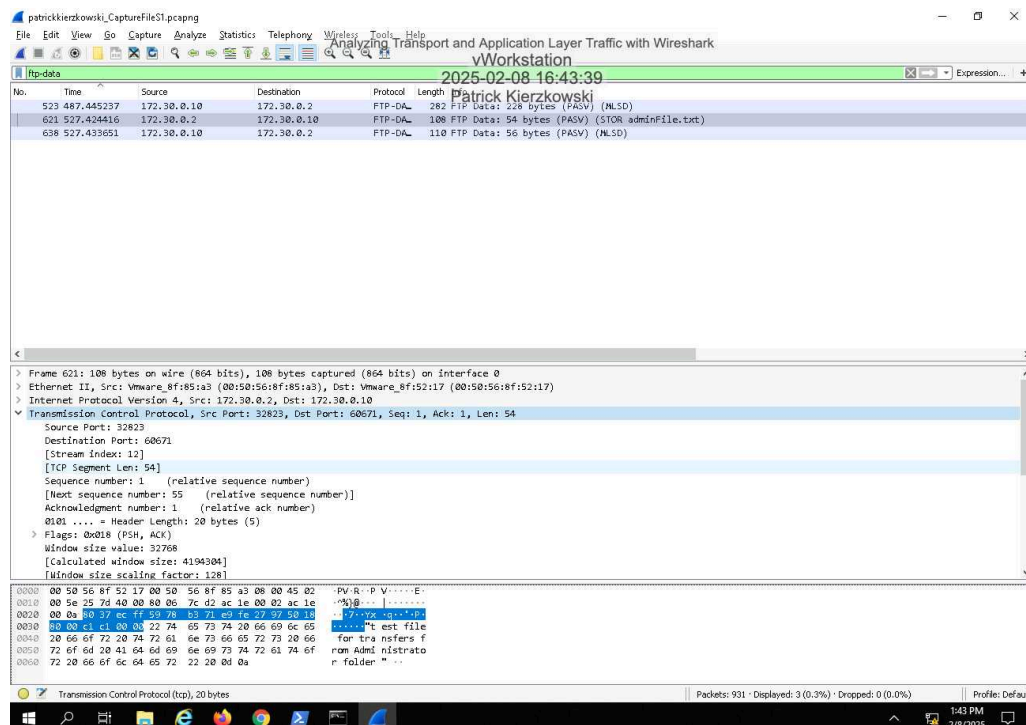 patrickkierzkowski_CaptureFileS1.pcapng
File Edit View Go Capture Analyze Statistics Telephony Wireless Tools Help
Analyzing Transport and Application Layer Traffic with Wireshark
vWorkstation
2025-02-08 16:43:39
Patrick Kierzkowski
ftp-data
Expression...
No. Time Source Destination Protocol Length Info
523 487.445237 172.30.0.10 172.30.0.2 FTP-DA… 282 FTP Data: 228 bytes (PASV) (MLSD)
621 527.424416 172.30.0.2 172.30.0.10 FTP-DA… 108 FTP Data: 54 bytes (PASV) (STOR adminFile.txt)
638 527.433651 172.30.0.10 172.30.0.2 FTP-DA… 110 FTP Data: 56 bytes (PASV) (MLSD)
Frame 621: 108 bytes on wire (864 bits), 108 bytes captured (864 bits) on interface 0
Ethernet II, Src: Vmware_8f:85:a3 (00:50:56:8f:85:a3), Dst: Vmware_8f:52:17 (00:50:56:8f:52:17)
Internet Protocol Version 4, Src: 172.30.0.2, Dst: 172.30.0.10
Transmission Control Protocol, Src Port: 32823, Dst Port: 60671, Seq: 1, Ack: 1, Len: 54
Source Port: 32823
Destination Port: 60671
[Stream index: 12]
[TCP Segment Len: 54]
Sequence number: 1 (relative sequence number)
[Next sequence number: 55 (relative sequence number)]
Acknowledgment number: 1 (relative ack number)
0101 .... = Header Length: 20 bytes (5)
Flags: 0x018 (PSH, ACK)
Window size value: 32768
[Calculated window size: 4194304]
[Window size scaling factor: 128]
0000 00 50 56 8f 52 17 00 50 56 8f 85 a3 08 00 45 02 ·PV·R··P V·····E·
0010 00 5e 25 7d 40 00 80 06 7c d2 ac 1e 00 02 ac 1e ·^%}@··· |·······
0020 00 0a 80 37 ec ff 59 78 b3 71 e9 fe 27 97 50 18 ···7··Yx ·q··'·P·
0030 80 00 c1 c1 00 00 22 74 65 73 74 20 66 69 6c 65 ······"t est file
0040 20 66 6f 72 20 74 72 61 6e 73 66 65 72 73 20 66 for tra nsfers f
0050 72 6f 6d 20 41 64 6d 69 6e 69 73 74 72 61 74 6f rom Admi nistrato
0060 72 20 66 6f 6c 64 65 72 22 20 0d 0a r folder " ··
Transmission Control Protocol (tcp), 20 bytes
Packets: 931 · Displayed: 3 (0.3%) · Dropped: 0 (0.0%)
Profile: Defau
1:43 PM
2/8/2025